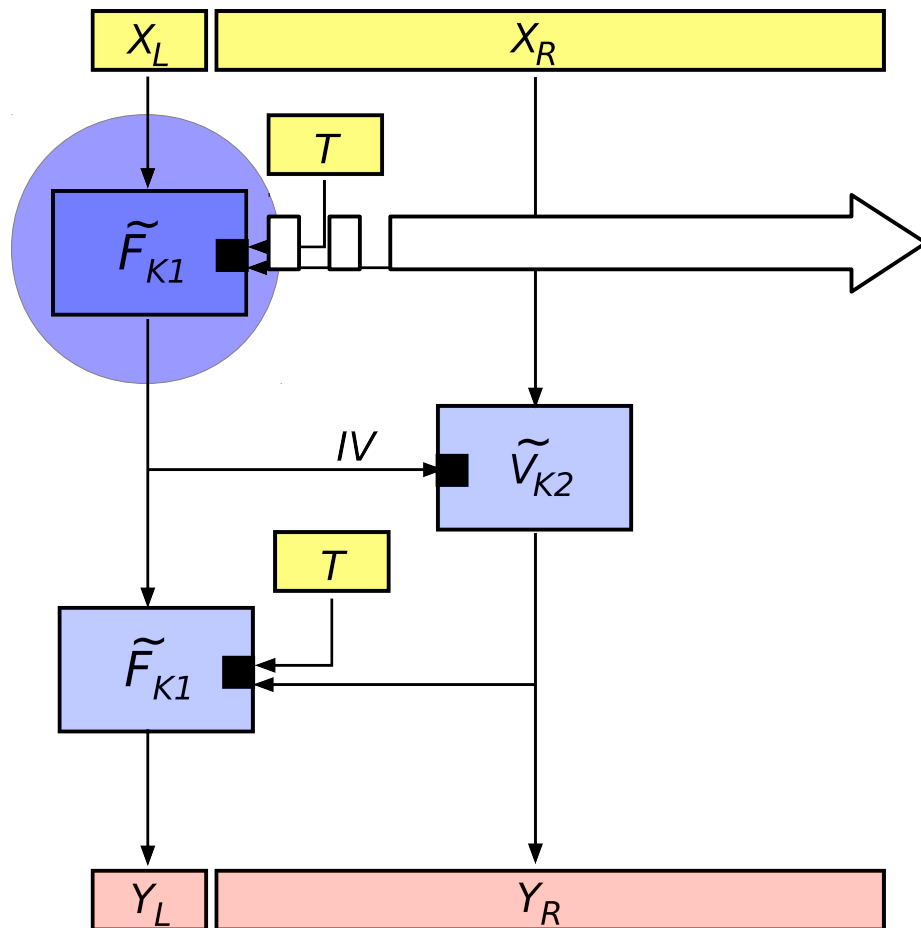 X_L X_R
T
F̃_K1
IV
Ṽ_K2
T
F̃_K1
Y_L Y_R